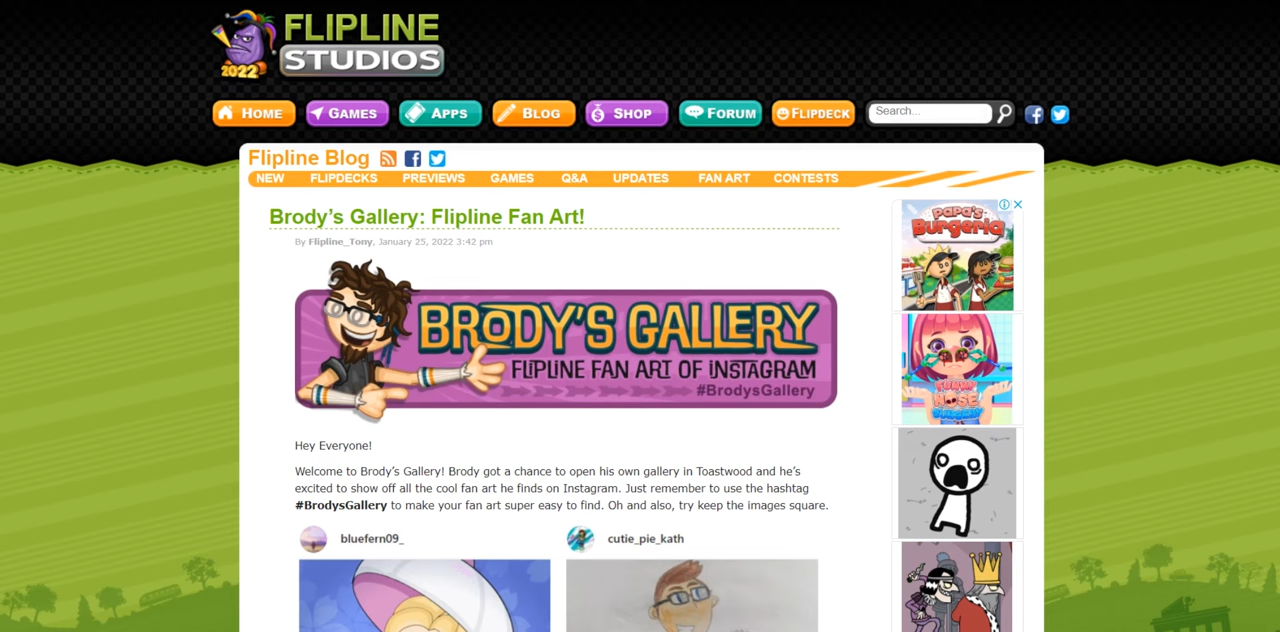 FLIPLINE
STUDIOS
2022
HOME
GAMES
APPS
BLOG
SHOP
FORUM
FLIPDECK
Search...
Flipline Blog
NEW
FLIPDECKS
PREVIEWS
GAMES
Q&A
UPDATES
FAN ART
CONTESTS
Brody's Gallery: Flipline Fan Art!
By Flipline_Tony, January 25, 2022 3:42 pm
BRODY'S GALLERY
FLIPLINE FAN ART OF INSTAGRAM
#BrodysGallery
Hey Everyone!
Welcome to Brody's Gallery! Brody got a chance to open his own gallery in Toastwood and he's
excited to show off all the cool fan art he finds on Instagram. Just remember to use the hashtag
#BrodysGallery to make your fan art super easy to find. Oh and also, try keep the images square.
bluefern09_
cutie_pie_kath
PAPA'S
BURGERIA
FUNNY
NOSE
SURGERY